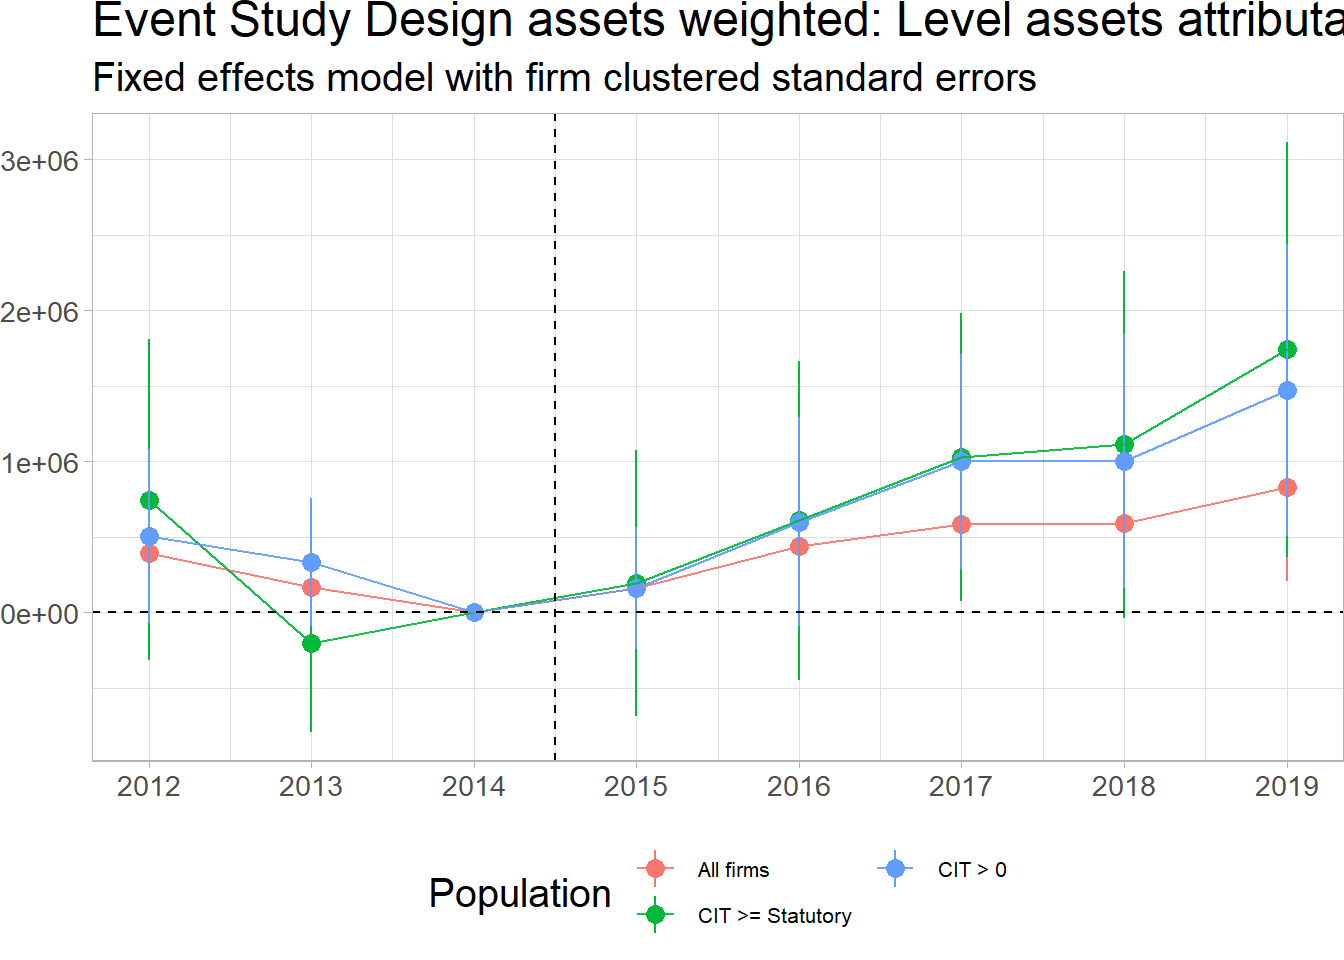 Event Study Design assets weighted: Level assets
Fixed effects model with firm clustered standard errors
3e+06
2e+06
1e+06
0e+00
2012 2013 2014 2015 2016 2017 2018 2019
Population
All firms
CIT > 0
CIT >= Statutory